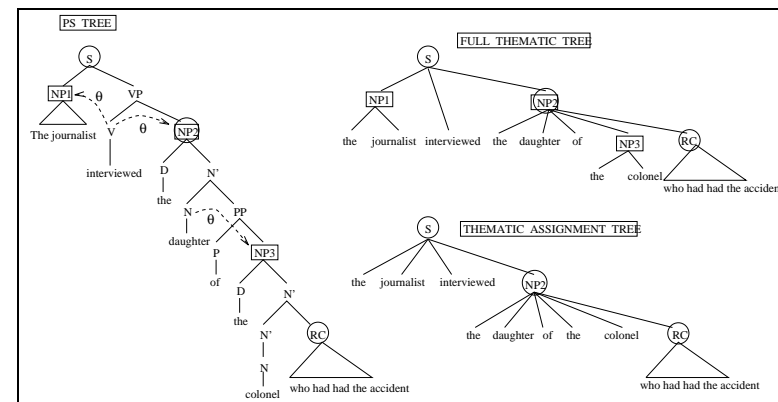 PS TREE
S
NP1
θ
VP
The journalist
V
θ
NP2
interviewed
D
N'
the
N
θ
PP
daughter
P
NP3
of
D
N'
the
N'
RC
N
colonel
who had had the accident
FULL THEMATIC TREE
S
NP1
NP2
the journalist interviewed the daughter of
NP3
RC
the colonel
who had had the accident
THEMATIC ASSIGNMENT TREE
S
the journalist interviewed
NP2
the daughter of the colonel
RC
who had had the accident